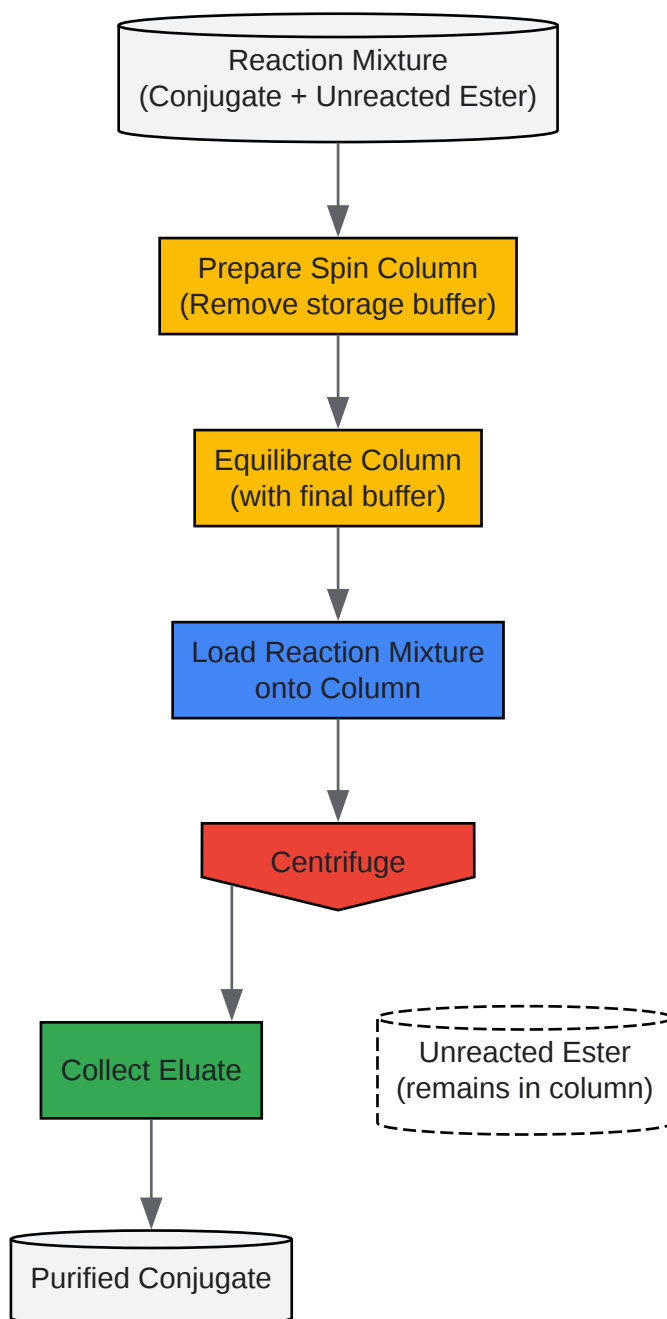 Reaction Mixture
(Conjugate + Unreacted Ester)
Prepare Spin Column
(Remove storage buffer)
Equilibrate Column
(with final buffer)
Load Reaction Mixture
onto Column
Centrifuge
Collect Eluate
Unreacted Ester
(remains in column)
Purified Conjugate